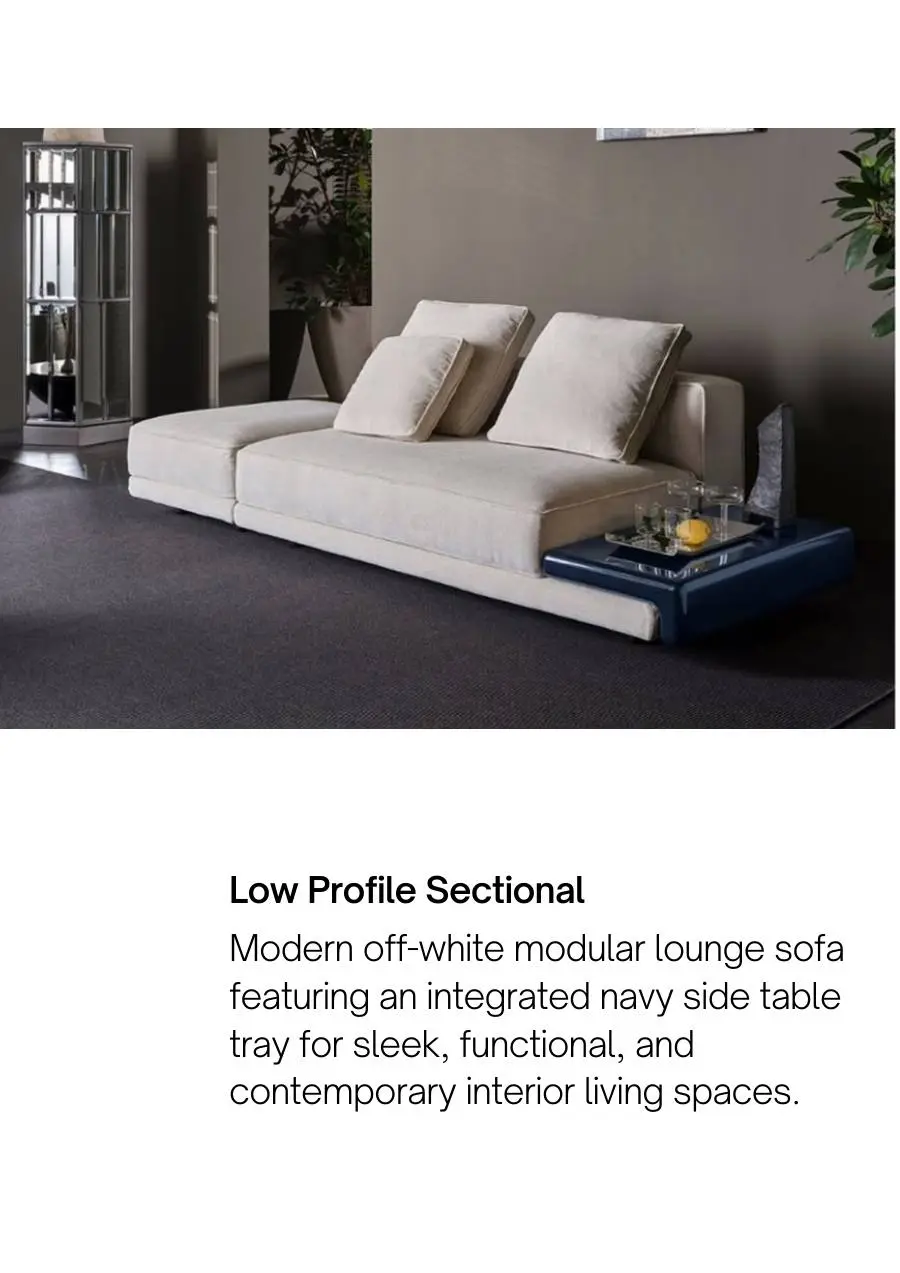 Low Profile Sectional
Modern off-white modular lounge sofa
featuring an integrated navy side table
tray for sleek, functional, and
contemporary interior living spaces.